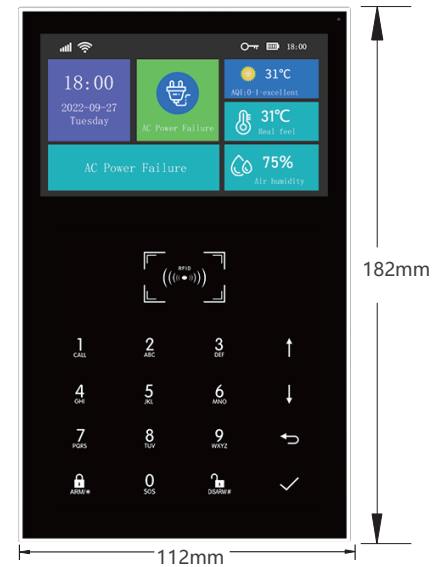 18:00
18:00
2022-09-27
Tuesday
AC Power Failure
31°C
AQI:0-1-excellent
31°C
Real feel
AC Power Failure
75%
Air humidity
RFID
1 2 3
CALL ABC DEF
4 5 6
GHI JKL MNO
7 8 9
PQRS TUV WXYZ
0
ARM/* SOS DISARM/#
182mm
112mm